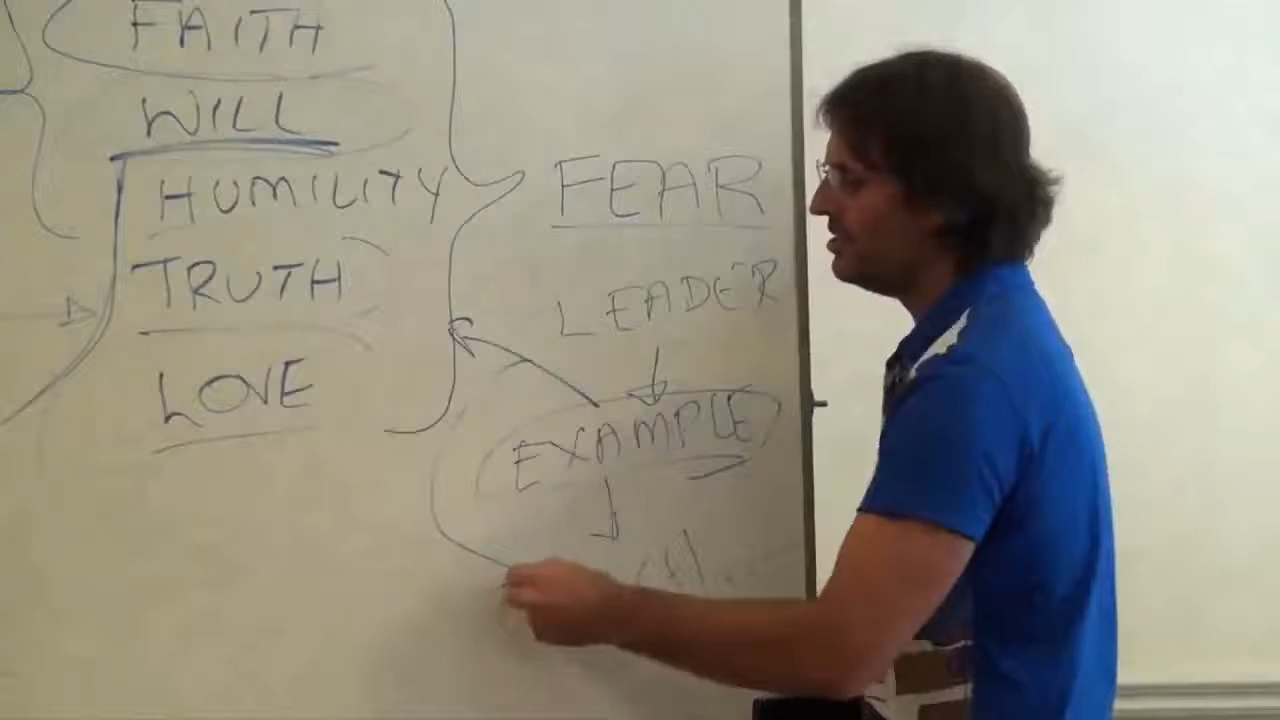 FAITH
WILL
HUMILITY
TRUTH
LOVE
FEAR
LEADER
EXAMPLE